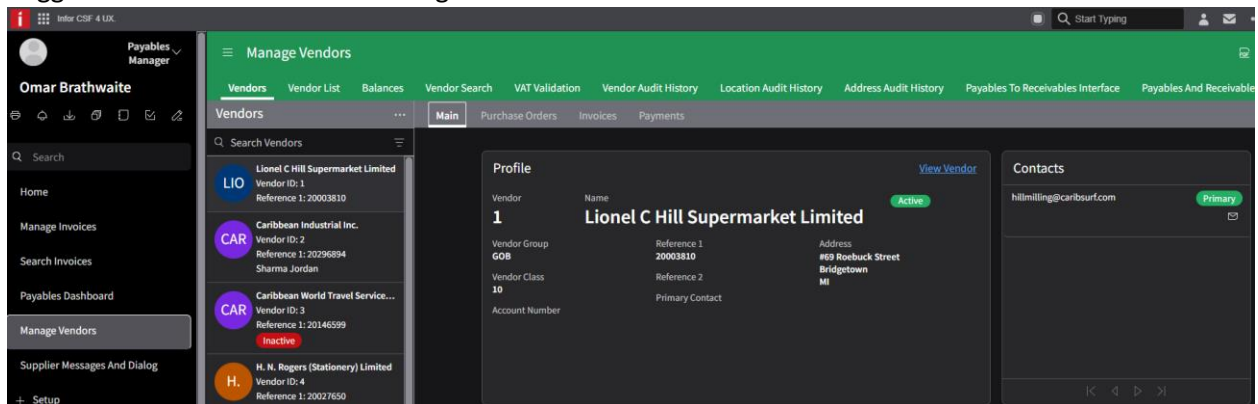 Infor CSF 4 UX.
Start Typing
Payables
Manager
Omar Brathwaite
Search
Home
Manage Invoices
Search Invoices
Payables Dashboard
Manage Vendors
Supplier Messages And Dialog
+ Setup
Manage Vendors
Vendors Vendor List Balances Vendor Search VAT Validation Vendor Audit History Location Audit History Address Audit History Payables To Receivables Interface Payables And Receivable
Vendors ...
Search Vendors
LIO
Lionel C Hill Supermarket Limited
Vendor ID: 1
Reference 1: 20003810
CAR
Caribbean Industrial Inc.
Vendor ID: 2
Reference 1: 20296894
Sharma Jordan
CAR
Caribbean World Travel Service...
Vendor ID: 3
Reference 1: 20146599
Inactive
H.
H. N. Rogers (Stationery) Limited
Vendor ID: 4
Reference 1: 20027650
Main Purchase Orders Invoices Payments
Profile View Vendor
Vendor
1
Name
Lionel C Hill Supermarket Limited
Active
Vendor Group
GOB
Vendor Class
10
Account Number
Reference 1
20003810
Reference 2
Primary Contact
Address
#69 Roebuck Street
Bridgetown
MI
Contacts
hillmilling@caribsurf.com Primary